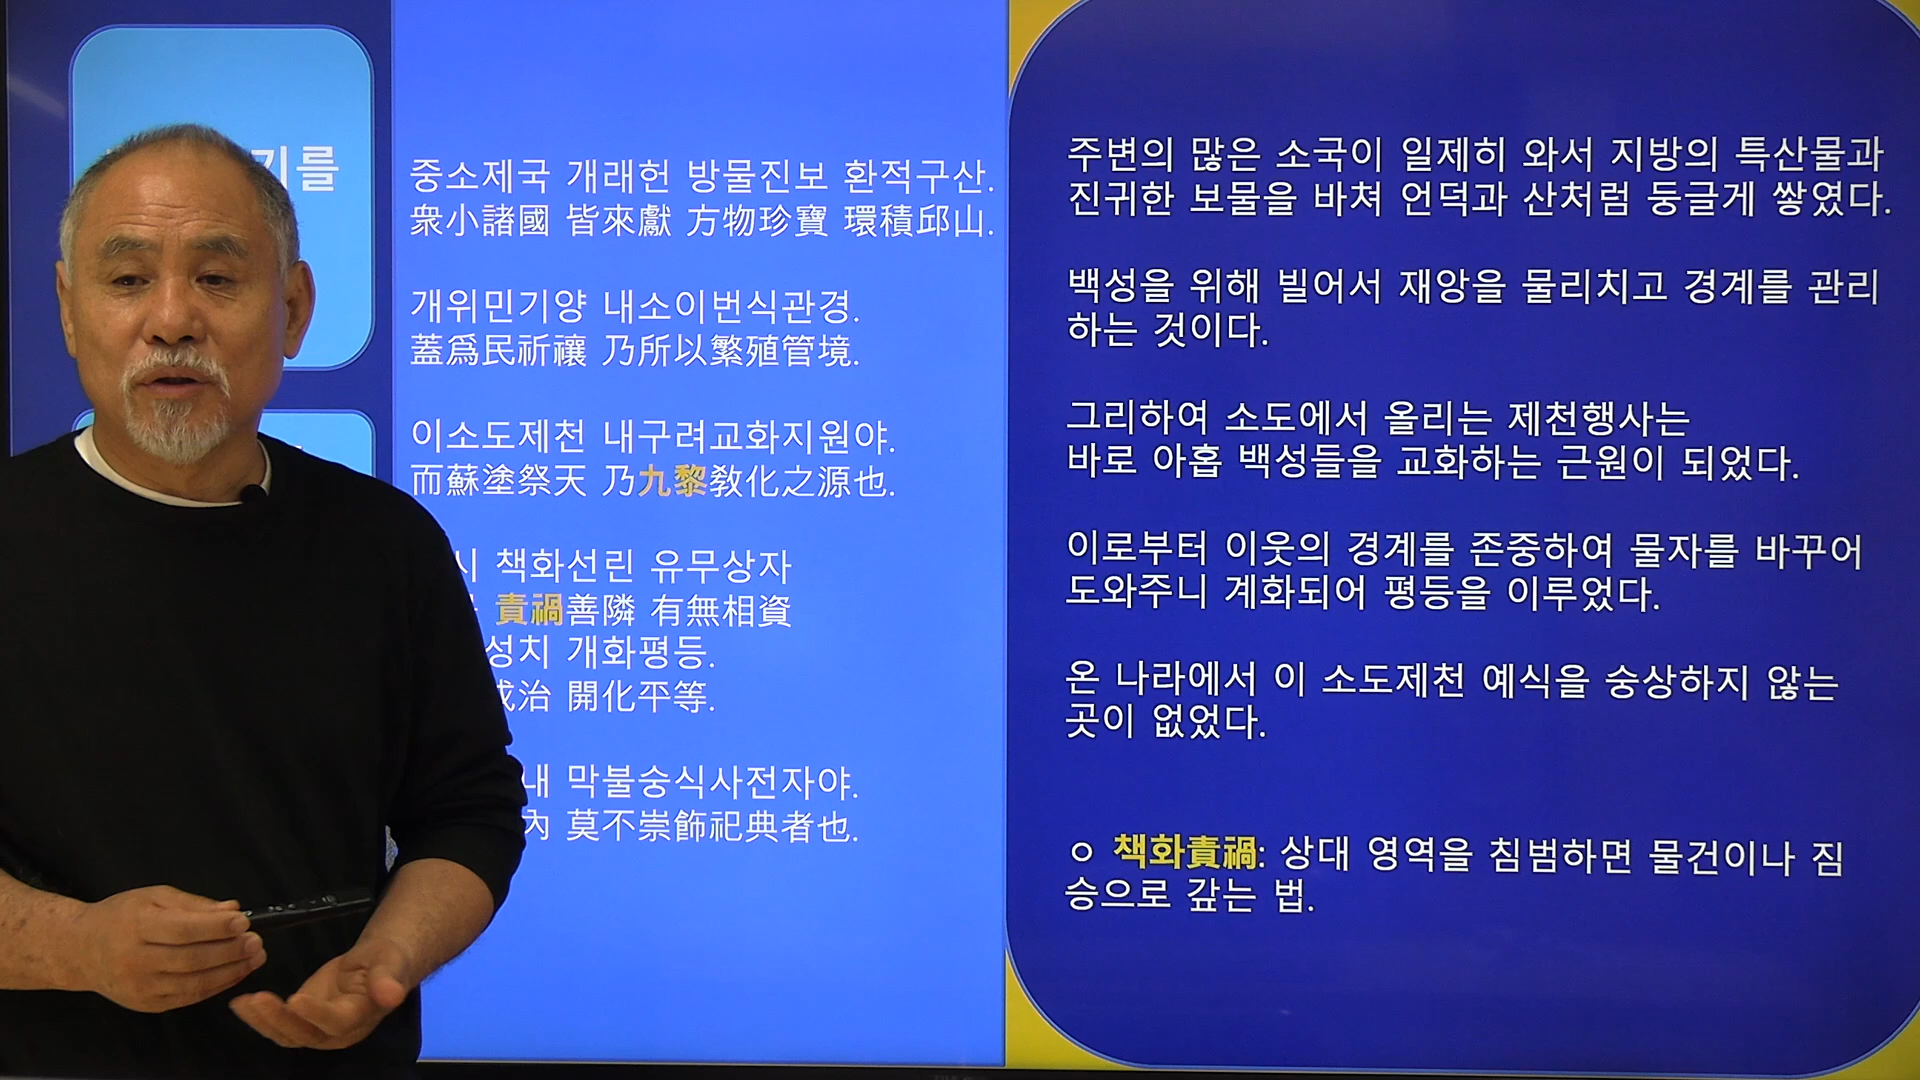 기를
중소제국 개래헌 방물진보 환적구산.
衆小諸國 皆來獻 方物珍寶 環積邱山.
개위민기양 내소이번식관경.
蓋爲民祈禳 乃所以繁殖管境.
이소도제천 내구려교화지원야.
而蘇塗祭天 乃九黎敎化之源也.
시 책화선린 유무상자
責禍善隣 有無相資
성치 개화평등.
成治 開化平等.
내 막불숭식사전자야.
內 莫不崇飾祀典者也.
주변의 많은 소국이 일제히 와서 지방의 특산물과
진귀한 보물을 바쳐 언덕과 산처럼 둥글게 쌓였다.
백성을 위해 빌어서 재앙을 물리치고 경계를 관리
하는 것이다.
그리하여 소도에서 올리는 제천행사는
바로 아홉 백성들을 교화하는 근원이 되었다.
이로부터 이웃의 경계를 존중하여 물자를 바꾸어
도와주니 계화되어 평등을 이루었다.
온 나라에서 이 소도제천 예식을 숭상하지 않는
곳이 없었다.
ㅇ 책화責禍: 상대 영역을 침범하면 물건이나 짐
승으로 갚는 법.